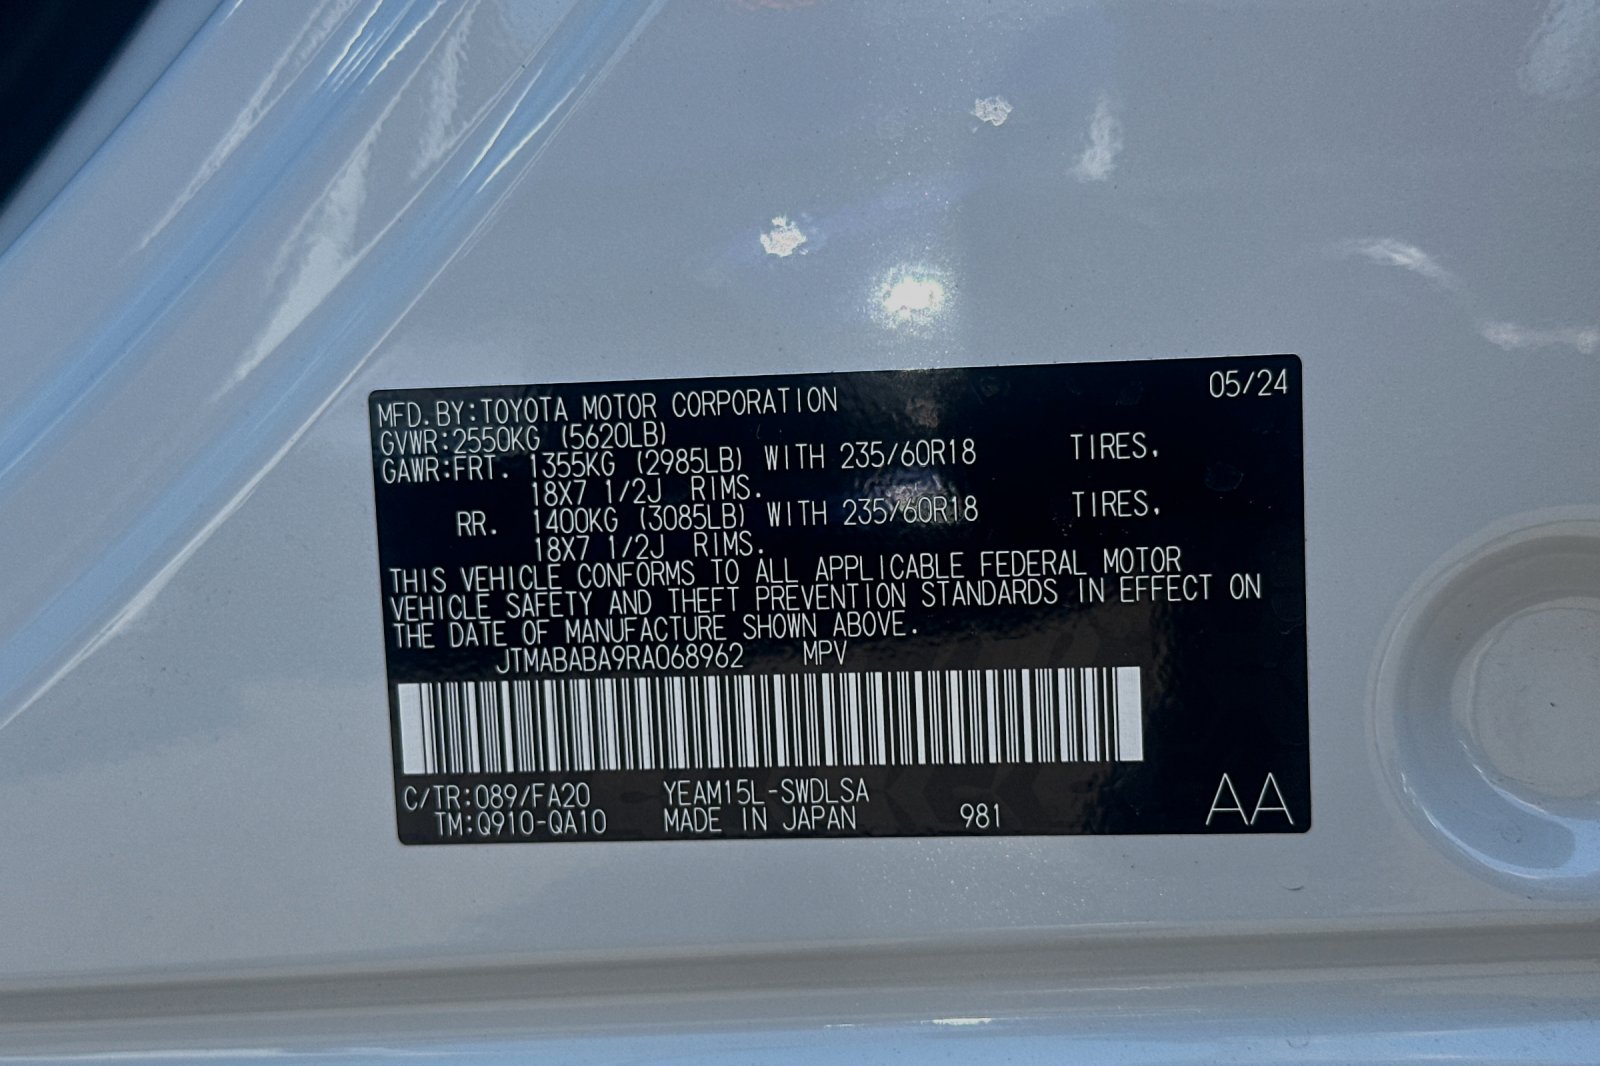 MFD. BY:TOYOTA MOTOR CORPORATION 05/24
GVWR:2550KG (5620LB)
GAWR:FRT. 1355KG (2985LB) WITH 235/60R18 TIRES.
18X7 1/2J RIMS.
RR. 1400KG (3085LB) WITH 235/60R18 TIRES.
18X7 1/2J RIMS.
THIS VEHICLE CONFORMS TO ALL APPLICABLE FEDERAL MOTOR
VEHICLE SAFETY AND THEFT PREVENTION STANDARDS IN EFFECT ON
THE DATE OF MANUFACTURE SHOWN ABOVE.
JTMABABA9RA068962 MPV
C/TR:089/FA20 YEAM15L-SWDLSA
TM:Q910-QA10 MADE IN JAPAN 981 AA